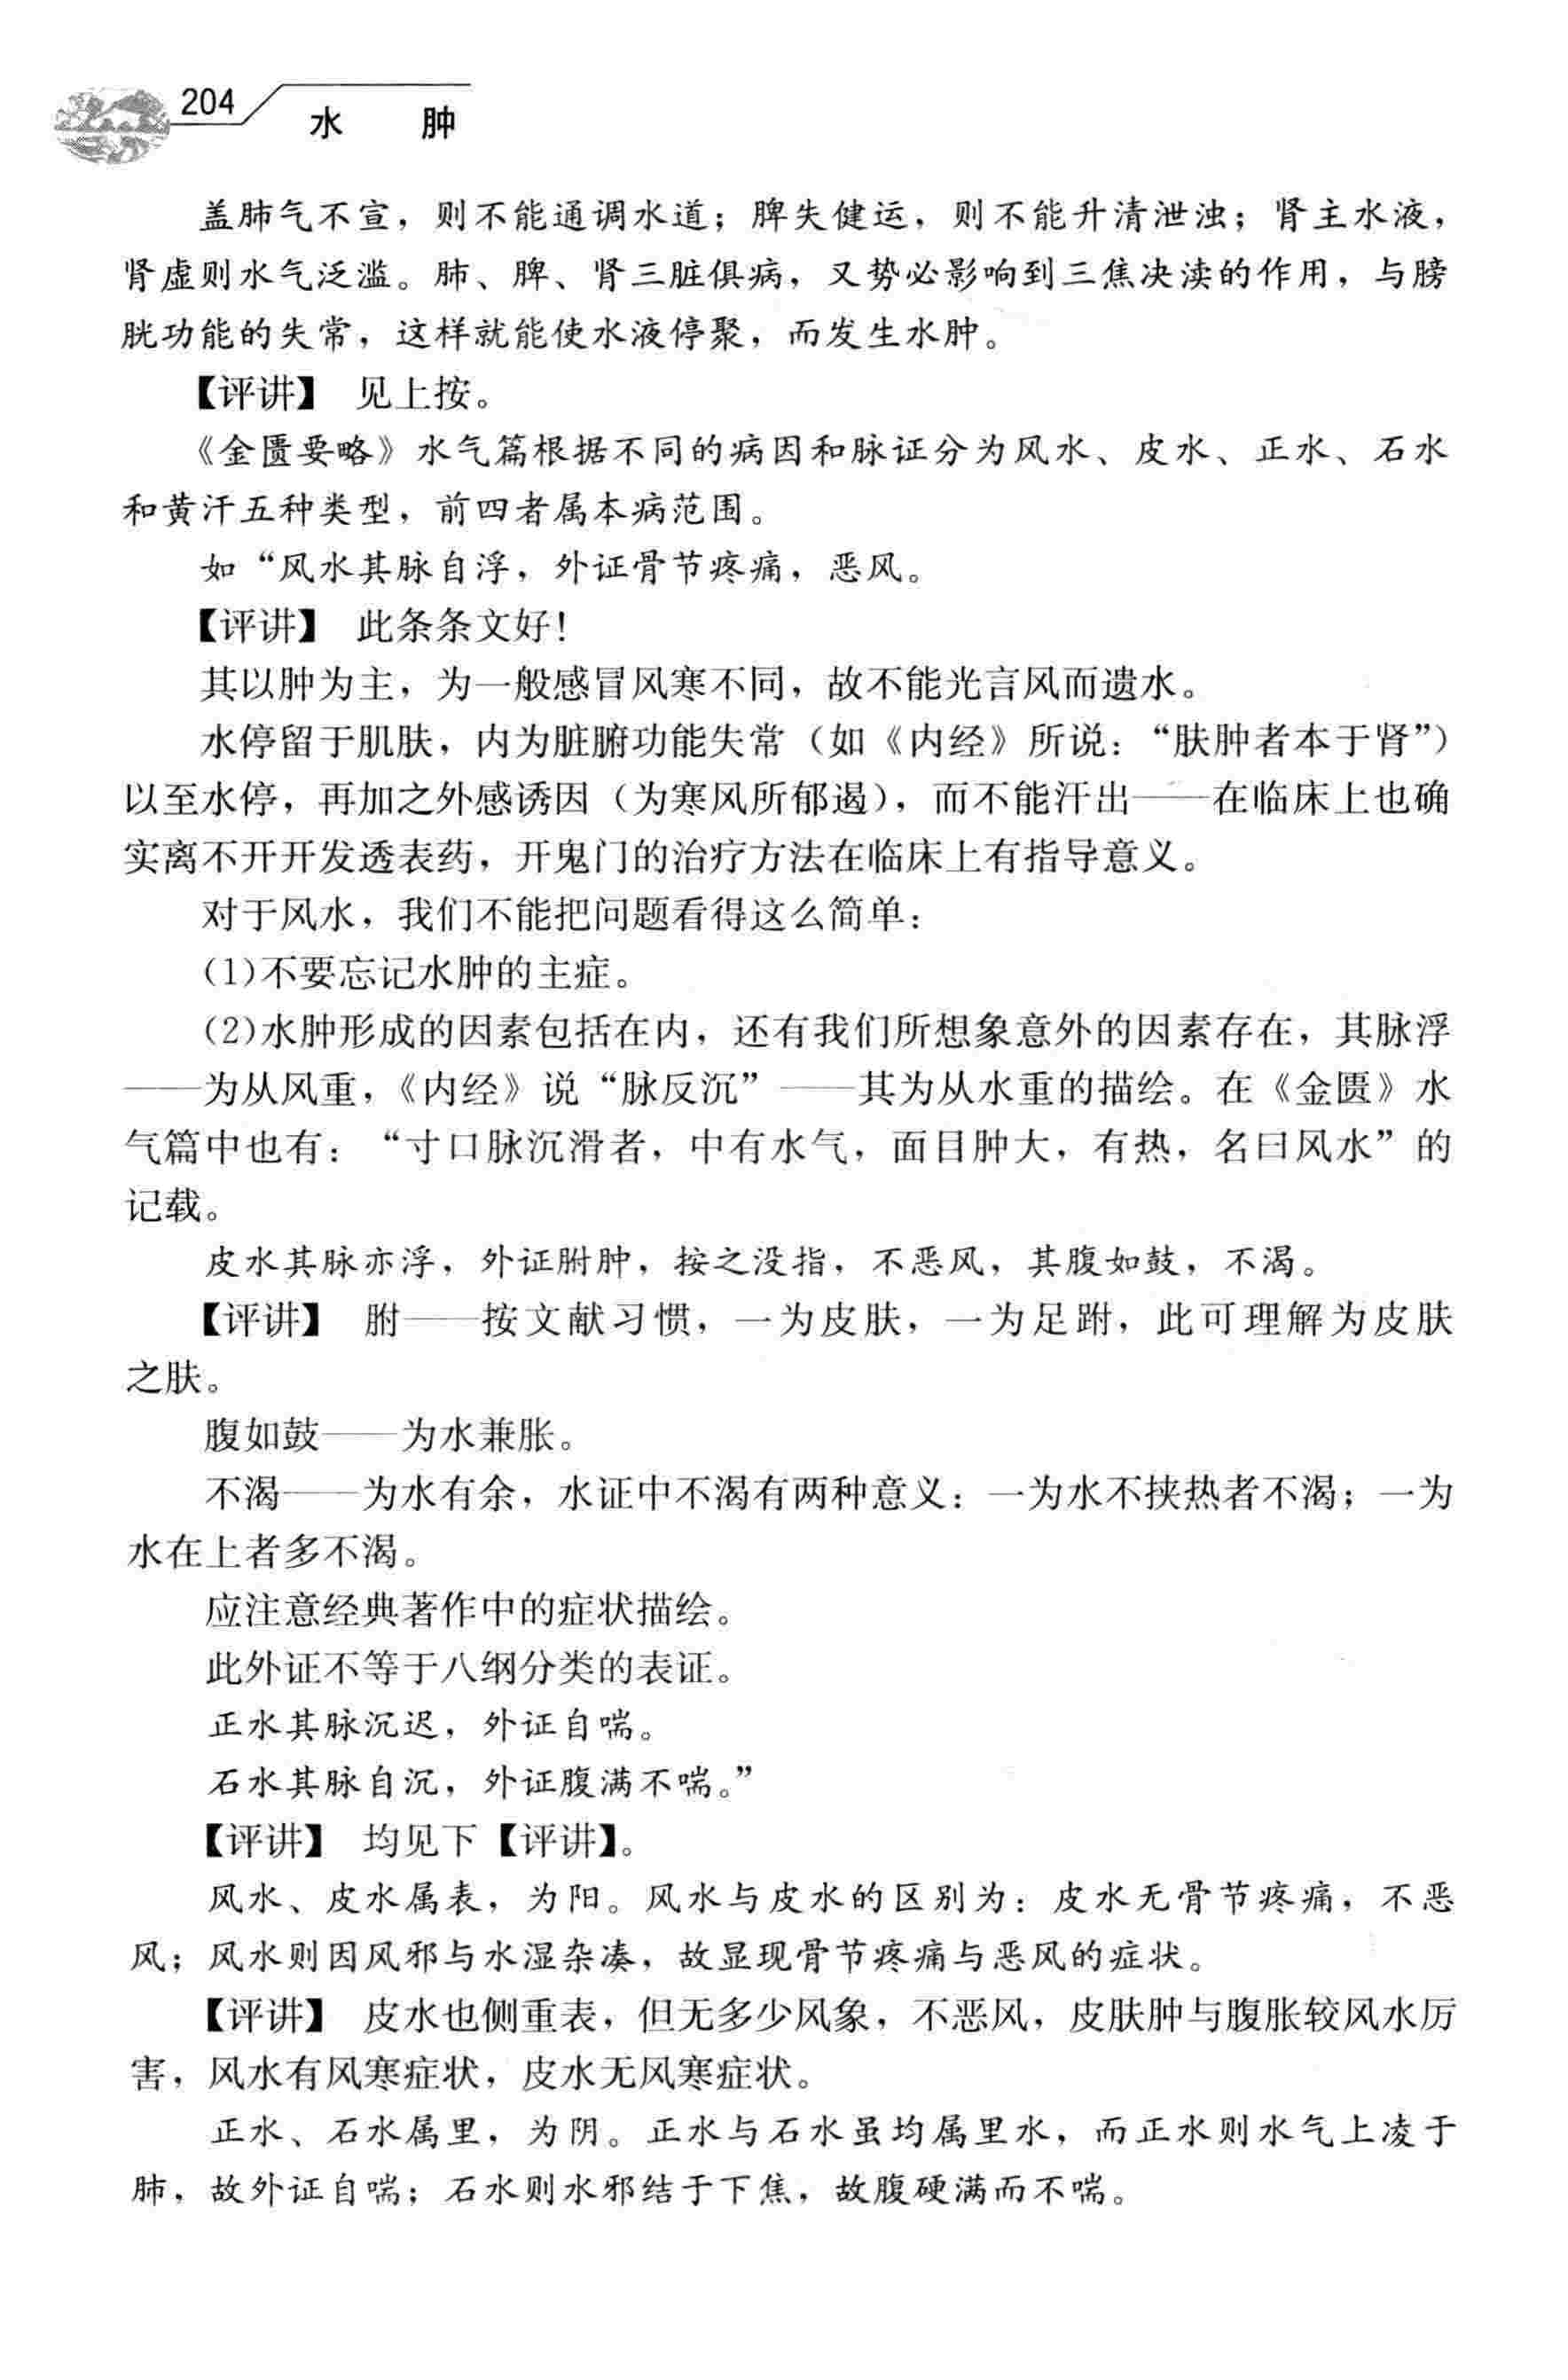 204
水　肿
盖肺气不宣，则不能通调水道；脾失健运，则不能升清泄浊；肾主水液，
肾虚则水气泛滥。肺、脾、肾三脏俱病，又势必影响到三焦决渎的作用，与膀
胱功能的失常，这样就能使水液停聚，而发生水肿。
【评讲】　见上按。
《金匮要略》水气篇根据不同的病因和脉证分为风水、皮水、正水、石水
和黄汗五种类型，前四者属本病范围。
如“风水其脉自浮，外证骨节疼痛，恶风。
【评讲】　此条条文好！
其以肿为主，为一般感冒风寒不同，故不能光言风而遗水。
水停留于肌肤，内为脏腑功能失常（如《内经》所说：“肤肿者本于肾”）
以至水停，再加之外感诱因（为寒风所郁遏），而不能汗出——在临床上也确
实离不开开发透表药，开鬼门的治疗方法在临床上有指导意义。
对于风水，我们不能把问题看得这么简单：
(1)不要忘记水肿的主症。
(2)水肿形成的因素包括在内，还有我们所想象意外的因素存在，其脉浮
——为从风重，《内经》说“脉反沉”——其为从水重的描绘。在《金匮》水
气篇中也有：“寸口脉沉滑者，中有水气，面目肿大，有热，名曰风水”的
记载。
皮水其脉亦浮，外证胕肿，按之没指，不恶风，其腹如鼓，不渴。
【评讲】　胕——按文献习惯，一为皮肤，一为足跗，此可理解为皮肤
之肤。
腹如鼓——为水兼胀。
不渴——为水有余，水证中不渴有两种意义：一为水不挟热者不渴；一为
水在上者多不渴。
应注意经典著作中的症状描绘。
此外证不等于八纲分类的表证。
正水其脉沉迟，外证自喘。
石水其脉自沉，外证腹满不喘。”
【评讲】　均见下【评讲】。
风水、皮水属表，为阳。风水与皮水的区别为：皮水无骨节疼痛，不恶
风；风水则因风邪与水湿杂凑，故显现骨节疼痛与恶风的症状。
【评讲】　皮水也侧重表，但无多少风象，不恶风，皮肤肿与腹胀较风水厉
害，风水有风寒症状，皮水无风寒症状。
正水、石水属里，为阴。正水与石水虽均属里水，而正水则水气上凌于
肺，故外证自喘；石水则水邪结于下焦，故腹硬满而不喘。